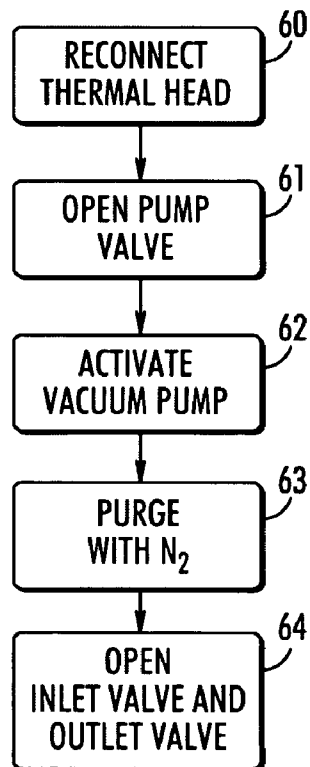 60
RECONNECT
THERMAL HEAD
61
OPEN PUMP
VALVE
62
ACTIVATE
VACUUM PUMP
63
PURGE
WITH N₂
64
OPEN
INLET VALVE AND
OUTLET VALVE